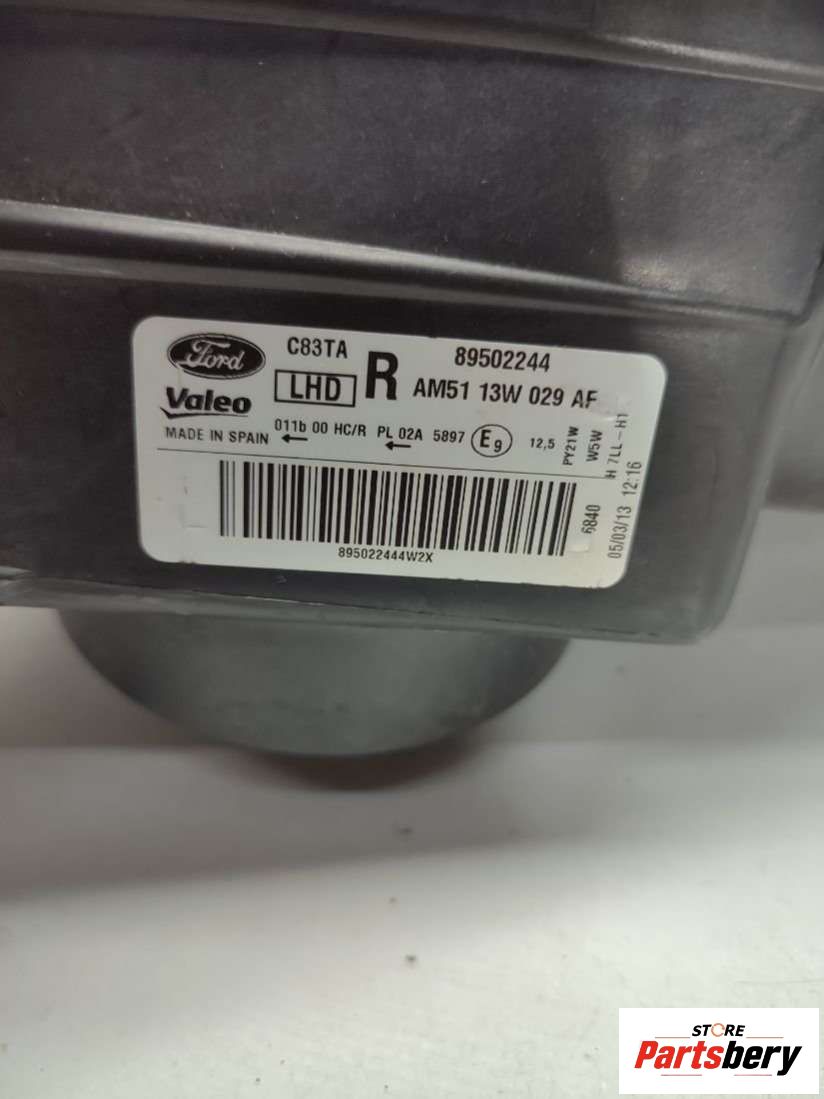 Ford C83TA R 89502244
Valeo LHD AM51 13W 029 AF
MADE IN SPAIN 011b 00 HC/R PL 02A 5897 E9 12,5 PY21W W5W H 7LL-H1
895022444W2X
6840
05/03/13 12:16
STORE
Partsbery